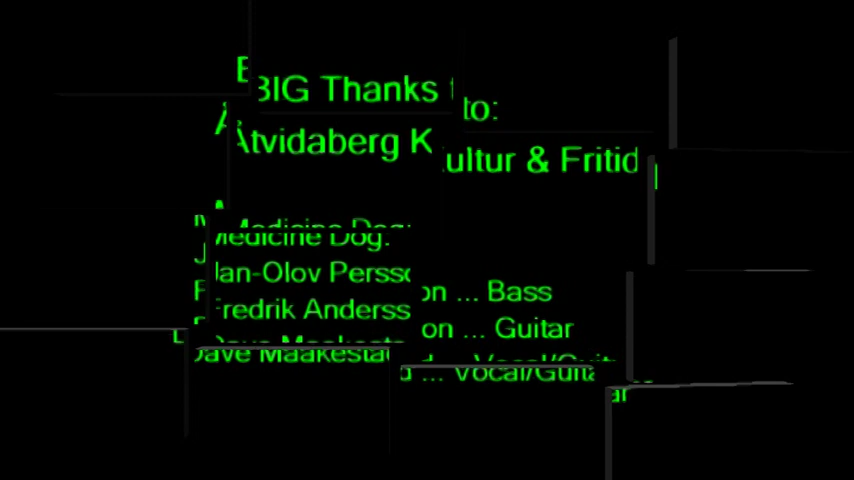 BIG Thanks to:
Åtvidaberg Kultur & Fritid
Medicine Dog:
Jan-Olov Persson ... Bass
Fredrik Andersson ... Guitar
Dave Maakestad ... Vocal/Guitar